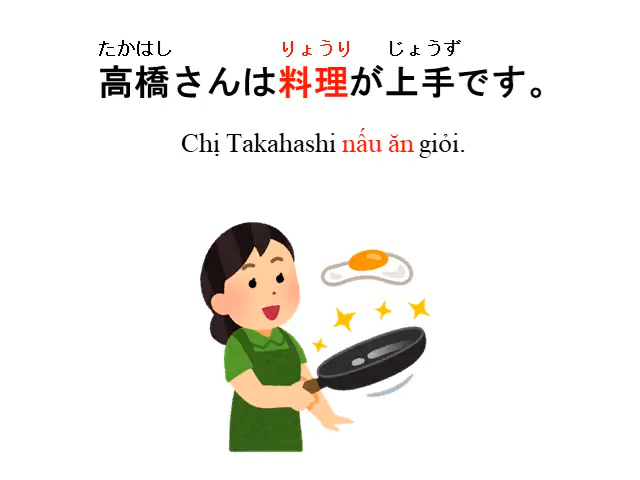 たかはし りょうり じょうず
高橋さんは料理が上手です。
Chị Takahashi nấu ăn giỏi.